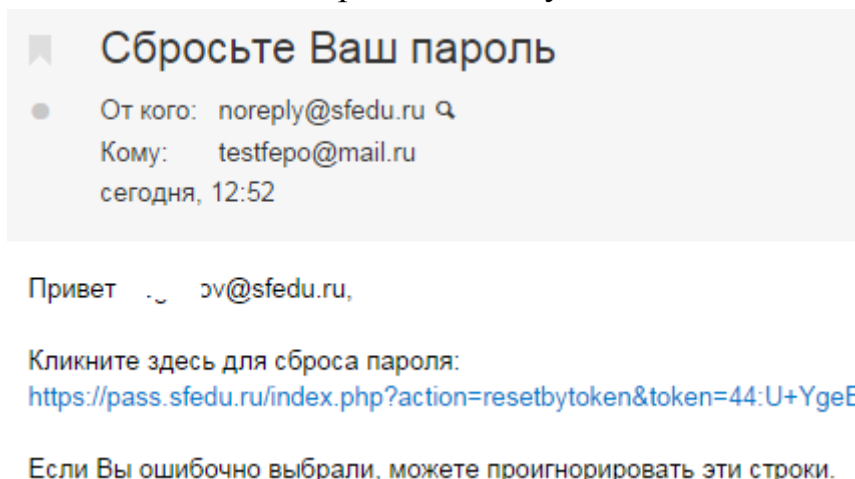 Сбросьте Ваш пароль
От кого: noreply@sfedu.ru
Кому: testfepo@mail.ru
сегодня, 12:52
Привет ov@sfedu.ru,
Кликните здесь для сброса пароля:
https://pass.sfedu.ru/index.php?action=resetbytoken&token=44:U+Yge
Если Вы ошибочно выбрали, можете проигнорировать эти строки.